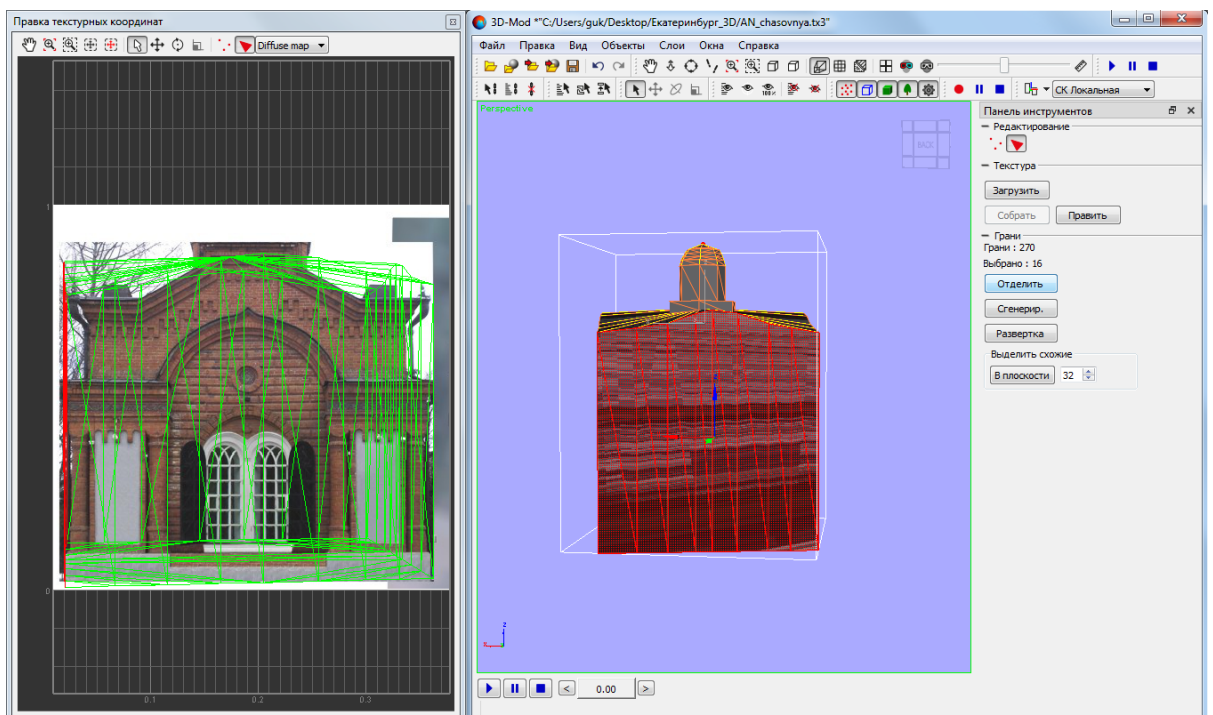 Правка текстурных координат
Diffuse map
1
0
0.1
0.2
0.3
3D-Mod *"C:/Users/guk/Desktop/Екатеринбург_3D/AN_chasovnya.tx3"
Файл Правка Вид Объекты Слои Окна Справка
100%
СК Локальная
Perspective
BACK
z
z
x
0.00
Панель инструментов
Редактирование
Текстура
Загрузить
Собрать Править
Грани
Грани : 270
Выбрано : 16
Отделить
Сгенерир.
Развертка
Выделить схожие
В плоскости 32